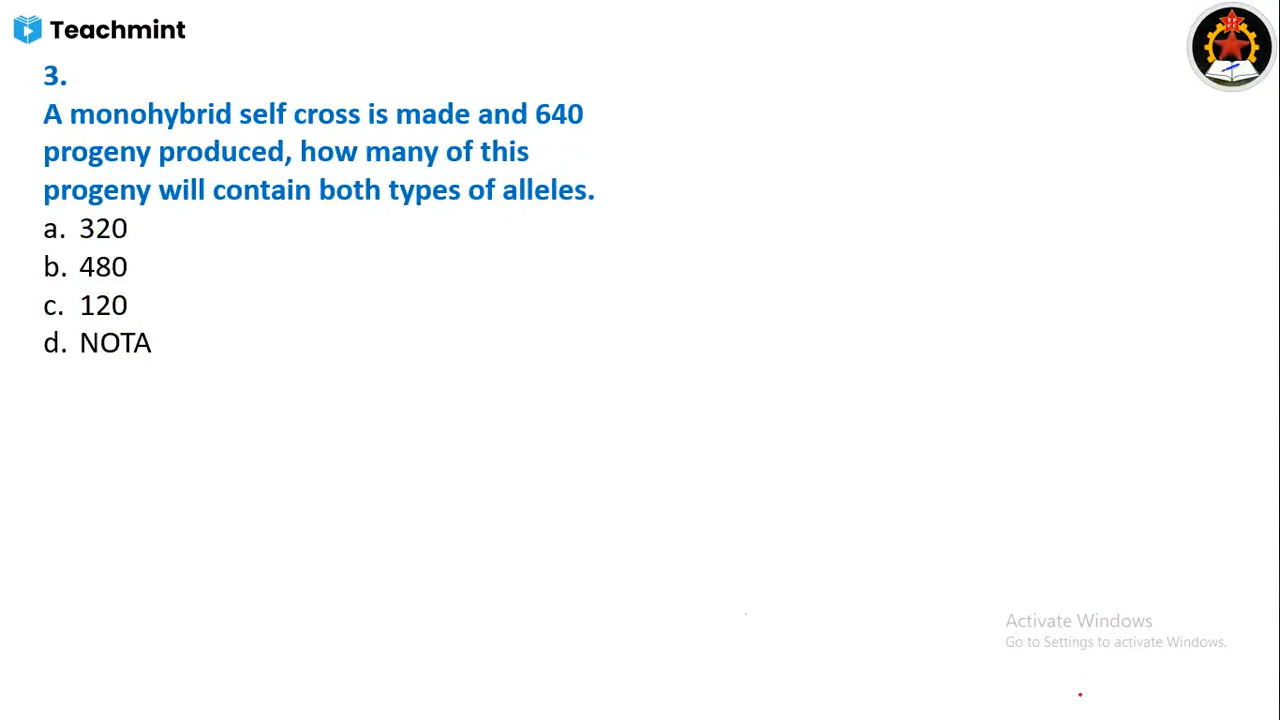 Teachmint
3.
A monohybrid self cross is made and 640
progeny produced, how many of this
progeny will contain both types of alleles.
a. 320
b. 480
c. 120
d. NOTA
Activate Windows
Go to Settings to activate Windows.